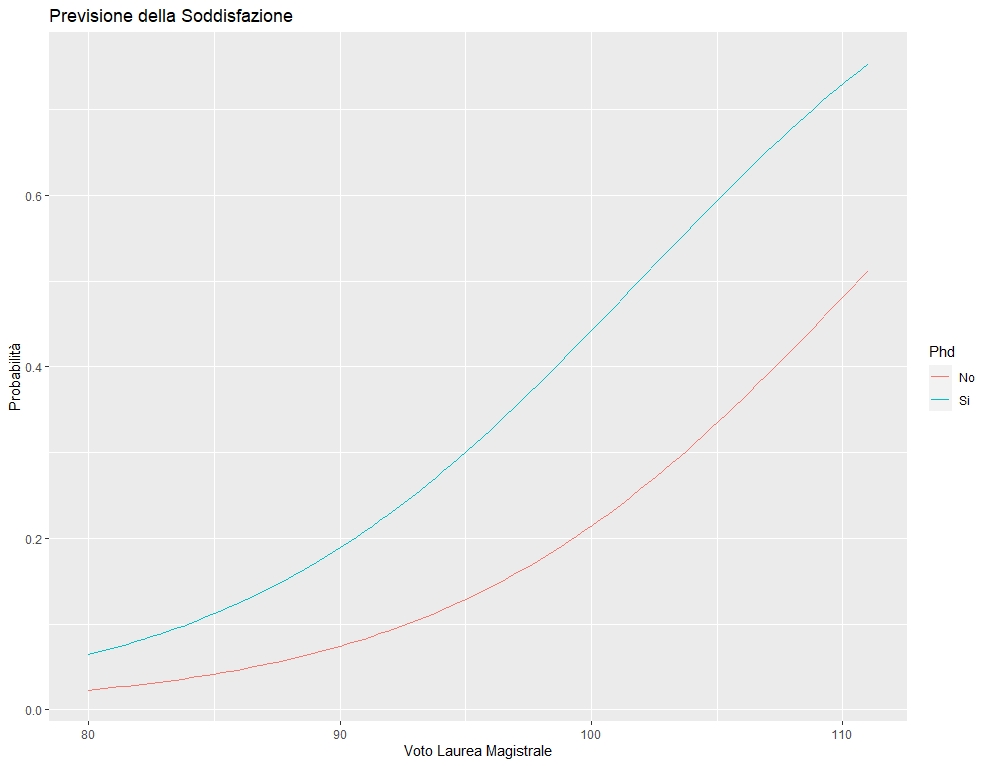 Previsione della Soddisfazione
Probabilità
0.6
0.4
0.2
0.0
80 90 100 110
Voto Laurea Magistrale
Phd
No
Si